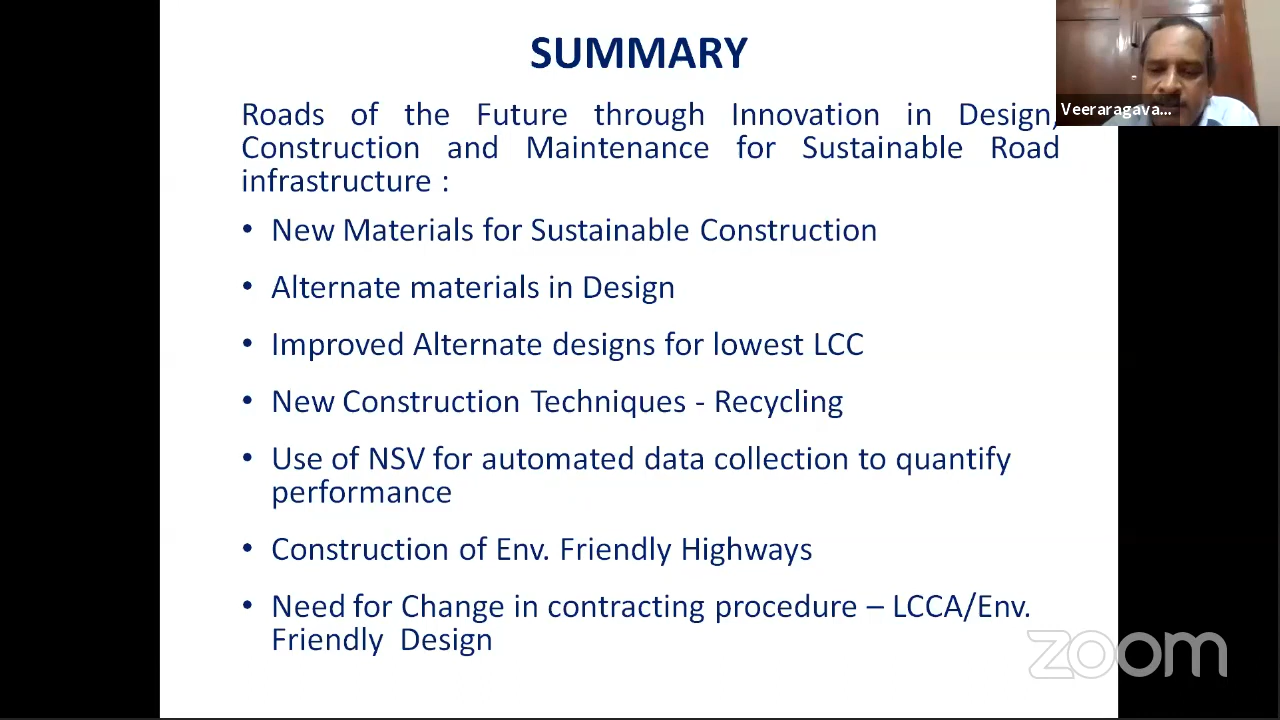 SUMMARY
Roads of the Future through Innovation in Design,
Construction and Maintenance for Sustainable Road
infrastructure :
• New Materials for Sustainable Construction
• Alternate materials in Design
• Improved Alternate designs for lowest LCC
• New Construction Techniques - Recycling
• Use of NSV for automated data collection to quantify
performance
• Construction of Env. Friendly Highways
• Need for Change in contracting procedure – LCCA/Env.
Friendly Design
Veeraragava...
zoom